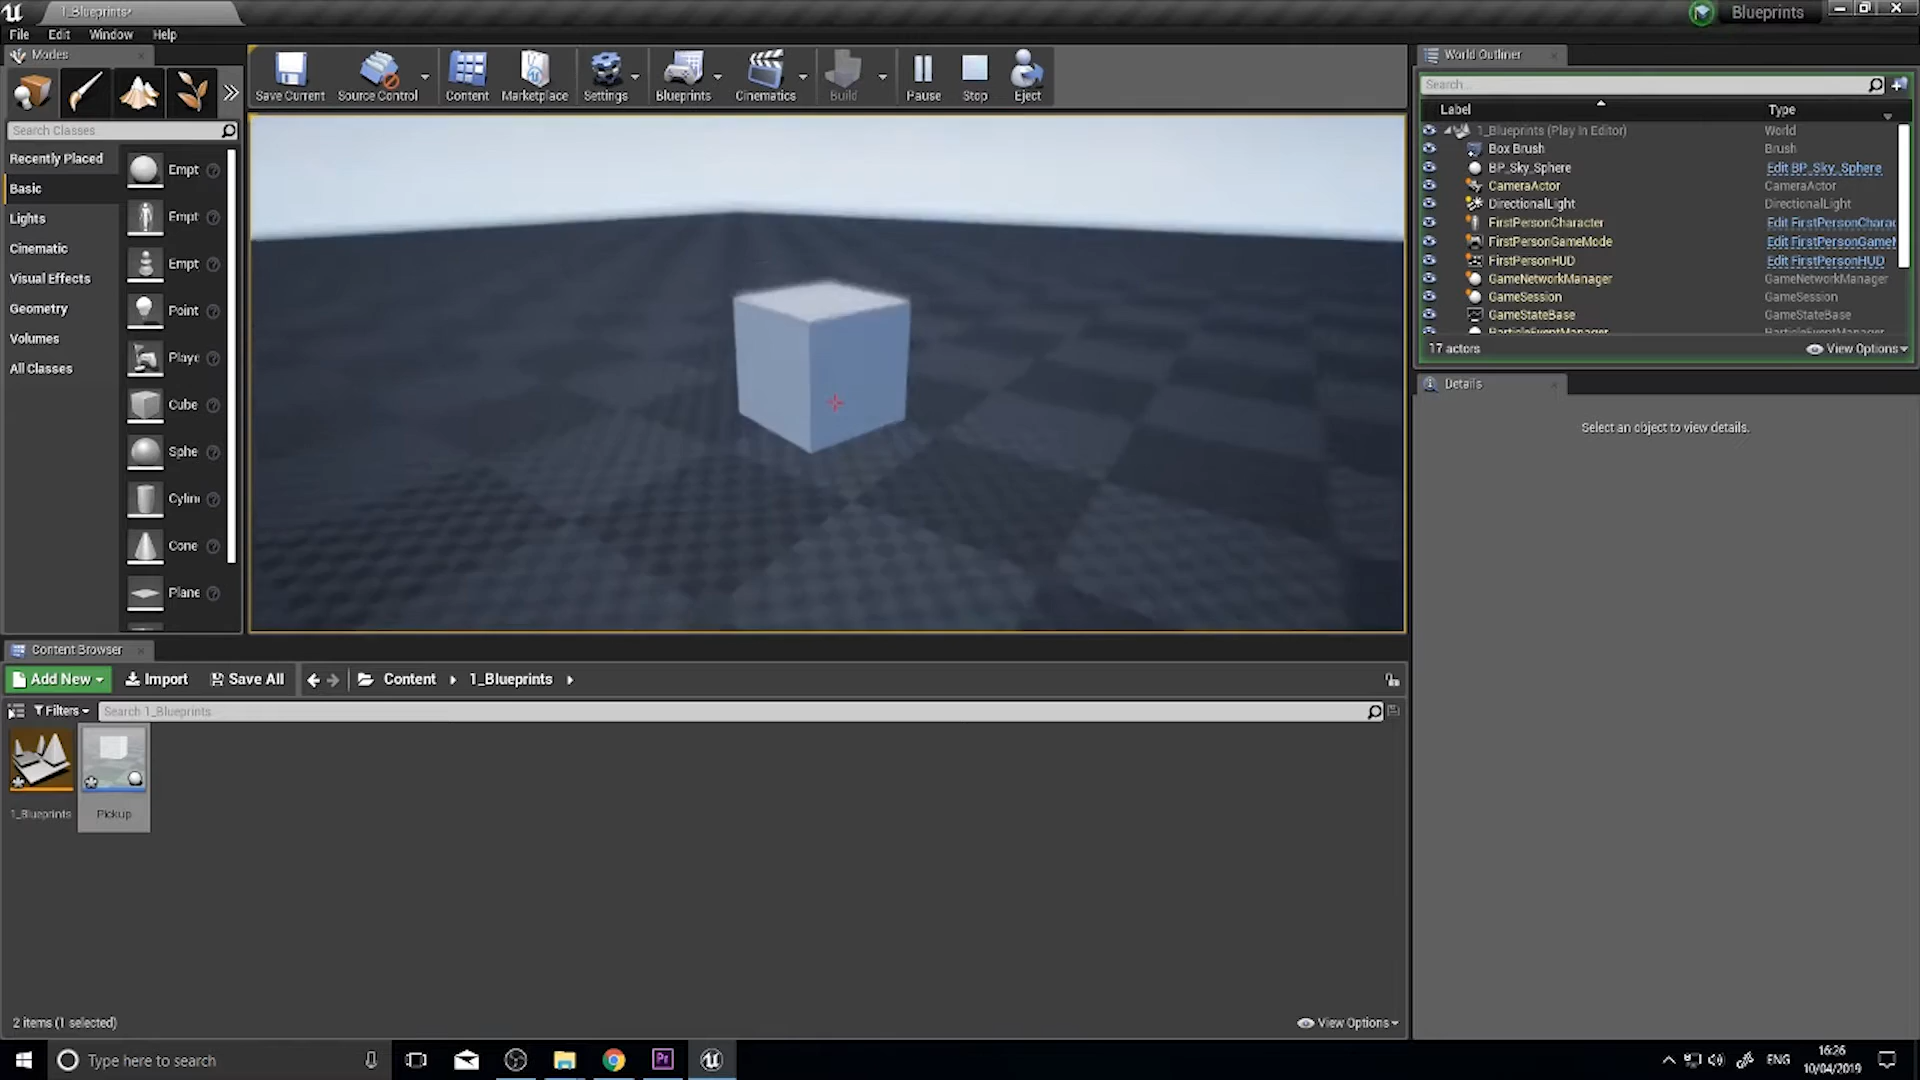 1_Blueprints*
Blueprints
File Edit Window Help
Modes
Save Current
Source Control
Content
Marketplace
Settings
Blueprints
Cinematics
Build
Pause
Stop
Eject
Search Classes
Recently Placed
Basic
Lights
Cinematic
Visual Effects
Geometry
Volumes
All Classes
Empt
Empt
Empt
Point
Playe
Cube
Sphe
Cylin
Cone
Plane
World Outliner
Search...
Label Type
1_Blueprints (Play In Editor) World
Box Brush Brush
BP_Sky_Sphere Edit BP_Sky_Sphere
CameraActor CameraActor
DirectionalLight DirectionalLight
FirstPersonCharacter Edit FirstPersonCharac
FirstPersonGameMode Edit FirstPersonGameM
FirstPersonHUD Edit FirstPersonHUD
GameNetworkManager GameNetworkManager
GameSession GameSession
GameStateBase GameStateBase
ParticleEventManager ParticleEventManager
17 actors View Options
Details
Select an object to view details.
Content Browser
Add New Import Save All Content 1_Blueprints
Filters Search 1_Blueprints
1_Blueprints
Pickup
2 items (1 selected) View Options
Type here to search
Pr
ENG
16:26
10/04/2019